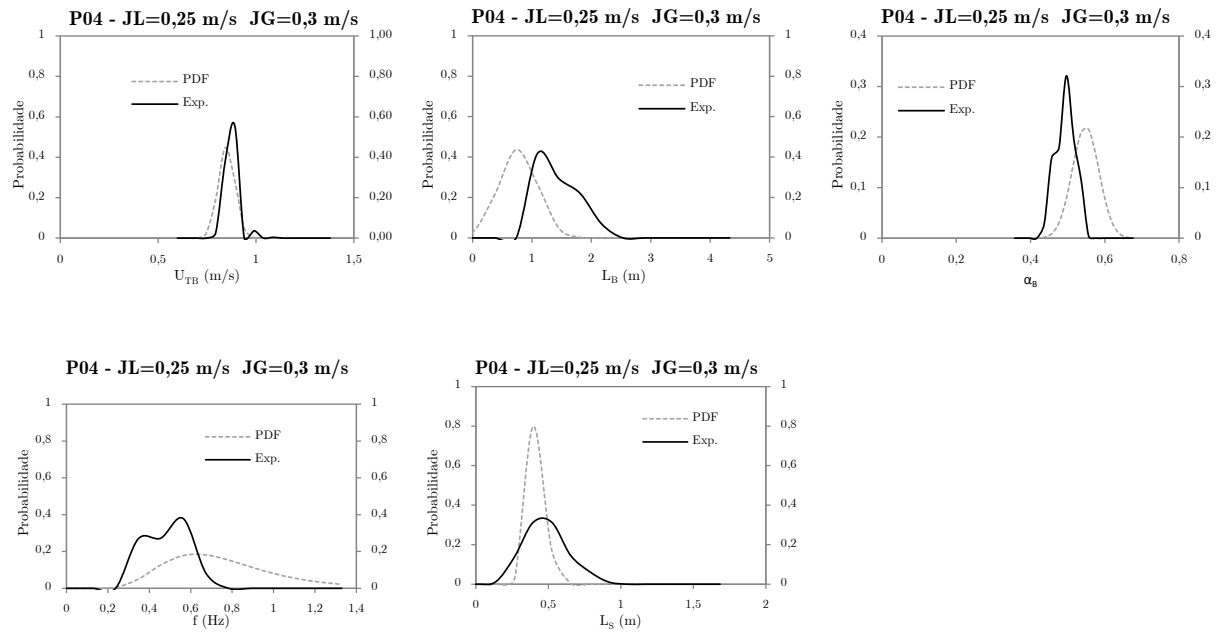 P04 - JL=0,25 m/s JG=0,3 m/s
1 1,00
0,8 0,80
0,6 0,60
0,4 0,40
0,2 0,20
0 0,00
0 0,5 1 1,5
Probabilidade
U_TB (m/s)
PDF
Exp.
P04 - JL=0,25 m/s JG=0,3 m/s
1 1
0,8 0,8
0,6 0,6
0,4 0,4
0,2 0,2
0 0
0 1 2 3 4 5
Probabilidade
L_B (m)
PDF
Exp.
P04 - JL=0,25 m/s JG=0,3 m/s
0,4 0,4
0,3 0,3
0,2 0,2
0,1 0,1
0 0
0 0,2 0,4 0,6 0,8
Probabilidade
α_B
PDF
Exp.
P04 - JL=0,25 m/s JG=0,3 m/s
1 1
0,8 0,8
0,6 0,6
0,4 0,4
0,2 0,2
0 0
0 0,2 0,4 0,6 0,8 1 1,2 1,4
Probabilidade
f (Hz)
PDF
Exp.
P04 - JL=0,25 m/s JG=0,3 m/s
1 1
0,8 0,8
0,6 0,6
0,4 0,4
0,2 0,2
0 0
0 0,5 1 1,5 2
Probabilidade
L_S (m)
PDF
Exp.